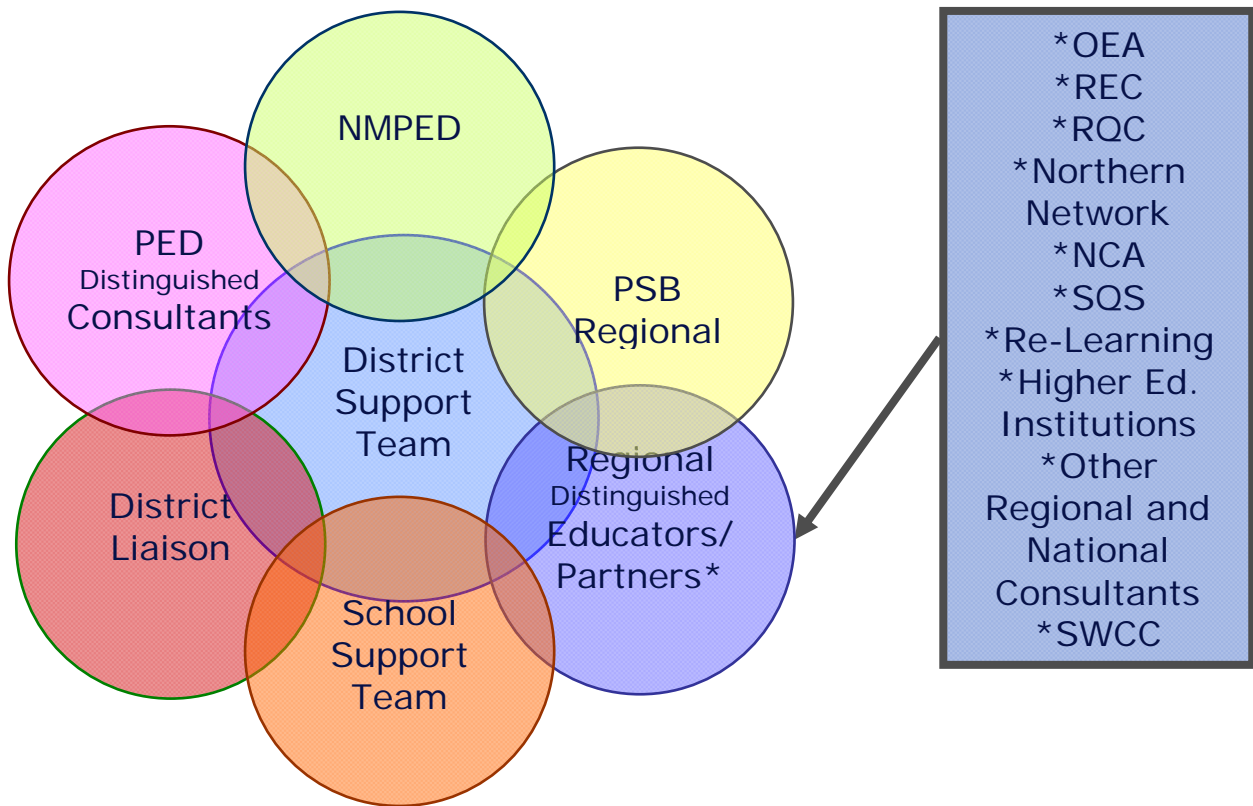 NMPED
PED
Distinguished
Consultants
PSB
Regional
District
Support
Team
District
Liaison
Regional
Distinguished
Educators/
Partners*
School
Support
Team
*OEA
*REC
*RQC
*Northern
Network
*NCA
*SQS
*Re-Learning
*Higher Ed.
Institutions
*Other
Regional and
National
Consultants
*SWCC